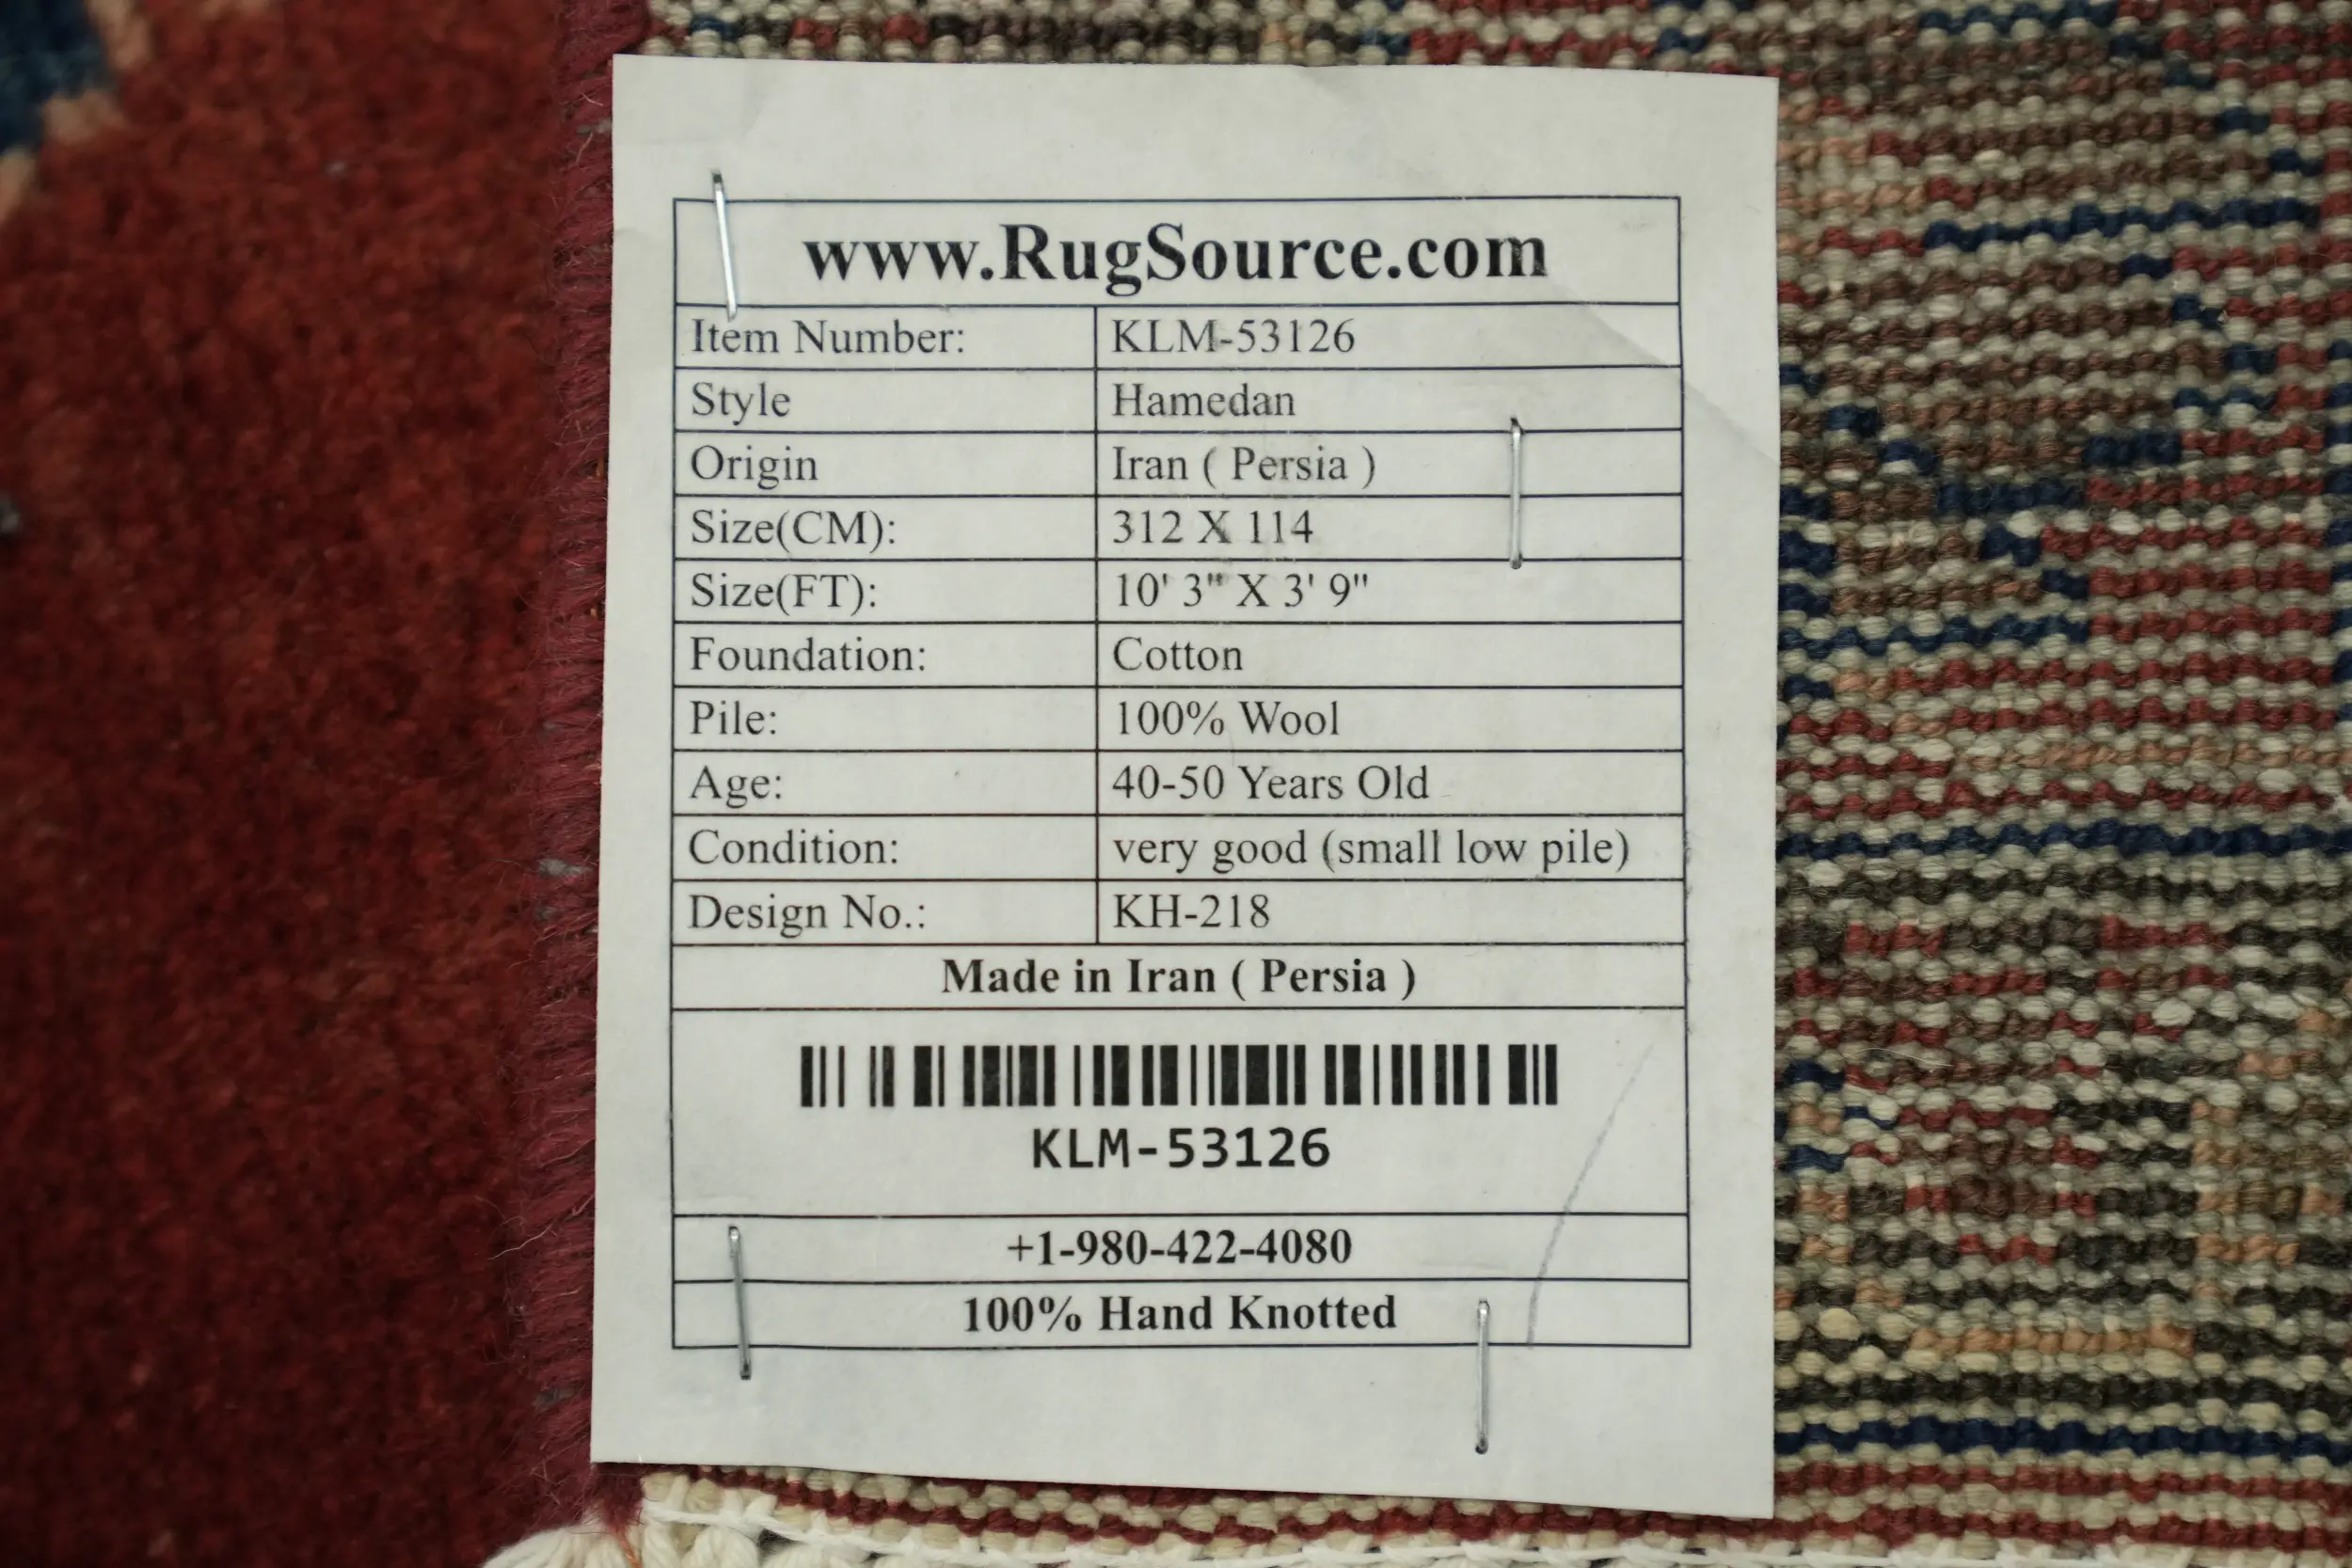 www.RugSource.com
Item Number: KLM-53126
Style Hamedan
Origin Iran ( Persia )
Size(CM): 312 X 114
Size(FT): 10' 3" X 3' 9"
Foundation: Cotton
Pile: 100% Wool
Age: 40-50 Years Old
Condition: very good (small low pile)
Design No.: KH-218
Made in Iran ( Persia )
KLM-53126
+1-980-422-4080
100% Hand Knotted